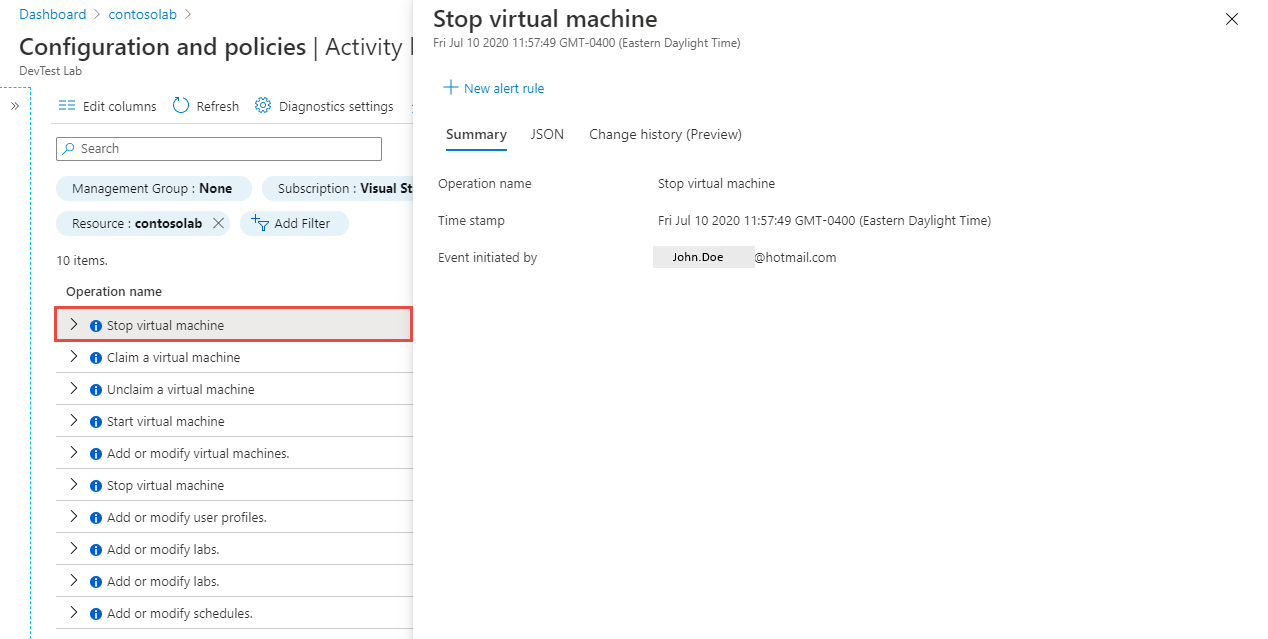 Dashboard > contosolab >
Configuration and policies | Activity
DevTest Lab
»
Edit columns Refresh Diagnostics settings
Search
Management Group : None Subscription : Visual St
Resource : contosolab Add Filter
10 items.
Operation name
Stop virtual machine
Claim a virtual machine
Unclaim a virtual machine
Start virtual machine
Add or modify virtual machines.
Stop virtual machine
Add or modify user profiles.
Add or modify labs.
Add or modify labs.
Add or modify schedules.
Stop virtual machine
Fri Jul 10 2020 11:57:49 GMT-0400 (Eastern Daylight Time)
New alert rule
Summary JSON Change history (Preview)
Operation name Stop virtual machine
Time stamp Fri Jul 10 2020 11:57:49 GMT-0400 (Eastern Daylight Time)
Event initiated by John.Doe @hotmail.com